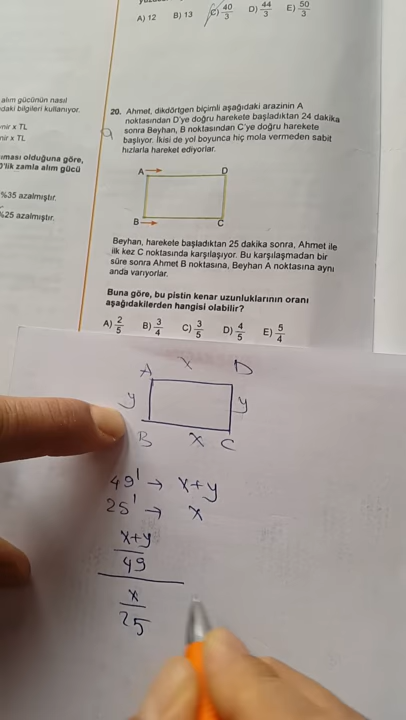 A) 12 B) 13 C) 40/3 D) 44/3 E) 50/3
alım gücünün nasıl
daki bilgileri kullanıyor.
nir x TL
nir x TL
ması olduğuna göre,
0'lik zamla alım gücü
%35 azalmıştır.
%25 azalmıştır.
20. Ahmet, dikdörtgen biçimli aşağıdaki arazinin A
noktasından D'ye doğru harekete başladıktan 24 dakika
sonra Beyhan, B noktasından C'ye doğru harekete
başlıyor. İkisi de yol boyunca hiç mola vermeden sabit
hızlarla hareket ediyorlar.
A D
B C
Beyhan, harekete başladıktan 25 dakika sonra, Ahmet ile
ilk kez C noktasında karşılaşıyor. Bu karşılaşmadan bir
süre sonra Ahmet B noktasına, Beyhan A noktasına aynı
anda varıyorlar.
Buna göre, bu pistin kenar uzunluklarının oranı
aşağıdakilerden hangisi olabilir?
A) 2/5 B) 3/4 C) 3/5 D) 4/5 E) 5/4
A x D
y y
B x C
49' → x+y
25' → x
x+y
49
x
25